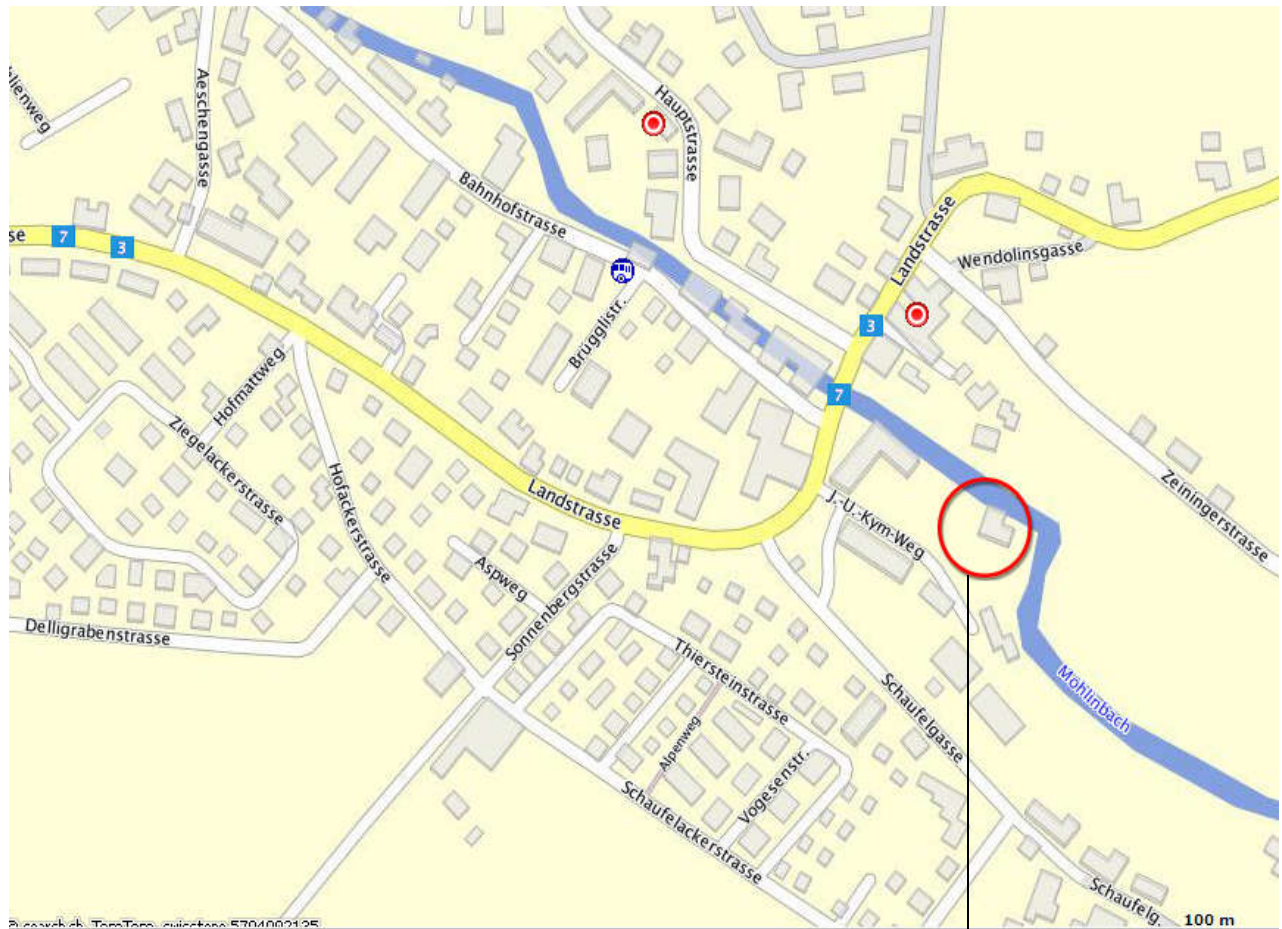 Aeschengasse
Hauptstrasse
Bahnhofstrasse
Landstrasse
Wendolinsgasse
se
7
3
3
7
Brügglistr.
Hofmattweg
Ziegelackerstrasse
Hofackerstrasse
Landstrasse
J.-U.-Kym-Weg
Zeiningerstrasse
Aspweg
Sonnenbergstrasse
Delligrabenstrasse
Thiersteinstrasse
Alpenweg
Vogesenstr.
Schaufelgasse
Möhlinbach
Schaufelackerstrasse
Schaufelg.
100 m